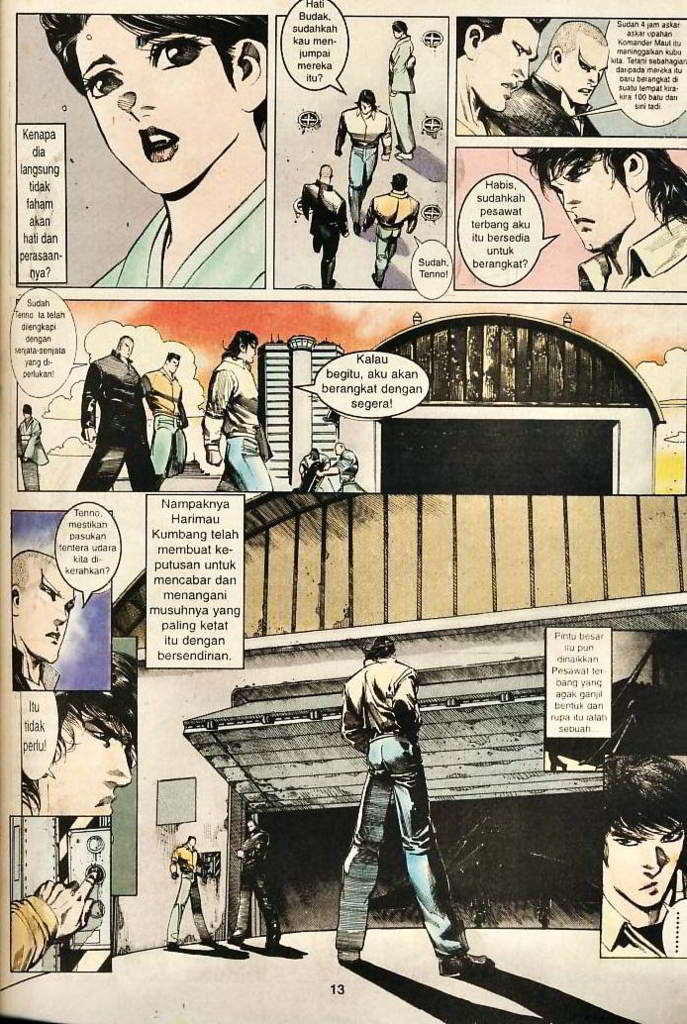 Kenapa
dia
langsung
tidak
faham
akan
hati dan
perasaan-
nya?
Hati
Budak,
sudahkah
kau men-
jumpai
mereka
itu?
Sudah,
Tenno!
Sudah 4 jam askar
askar upahan
Komander Maut itu
meninggalkan kubu
kita. Tetapi sebahagian
daripada mereka itu
baru berangkat di
suatu tempat kira-
kira 100 batu dari
sini tadi.
Habis,
sudahkah
pesawat
terbang aku
itu bersedia
untuk
berangkat?
Sudah
Tenno. Ia telah
dilengkapi
dengan
senjata-senjata
yang di-
perlukan!
Kalau
begitu, aku akan
berangkat dengan
segera!
Tenno,
mestikan
pasukan
tentera udara
kita di-
kerahkan?
Nampaknya
Harimau
Kumbang telah
membuat ke-
putusan untuk
mencabar dan
menangani
musuhnya yang
paling ketat
itu dengan
bersendirian.
Itu
tidak
perlu!
Pintu besar
itu pun
dinaikkan.
Pesawat ter-
bang yang
agak ganjil
bentuk dan
rupa itu ialah
sebuah....
......
13